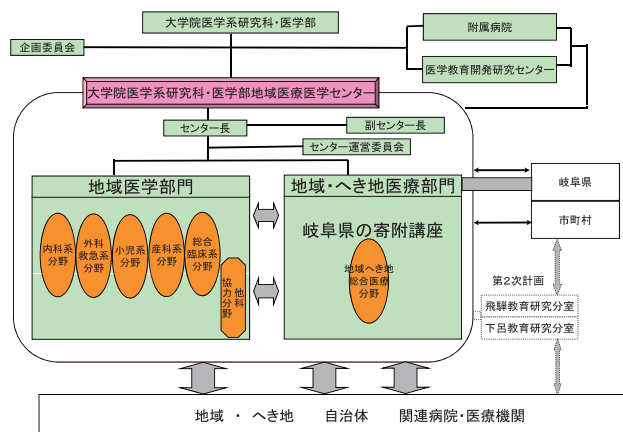 大学院医学系研究科・医学部
企画委員会
附属病院
医学教育開発研究センター
大学院医学系研究科・医学部地域医療医学センター
センター長
副センター長
センター運営委員会
地域医学部門
内科系
分野
外科
救急系
分野
小児系
分野
産科系
分野
総合
臨床系
分野
他科
協力分野
地域・へき地医療部門
岐阜県の寄附講座
地域へき地
総合医療
分野
岐阜県
市町村
第2次計画
飛騨教育研究分室
下呂教育研究分室
地域 ・ へき地 自治体 関連病院・医療機関